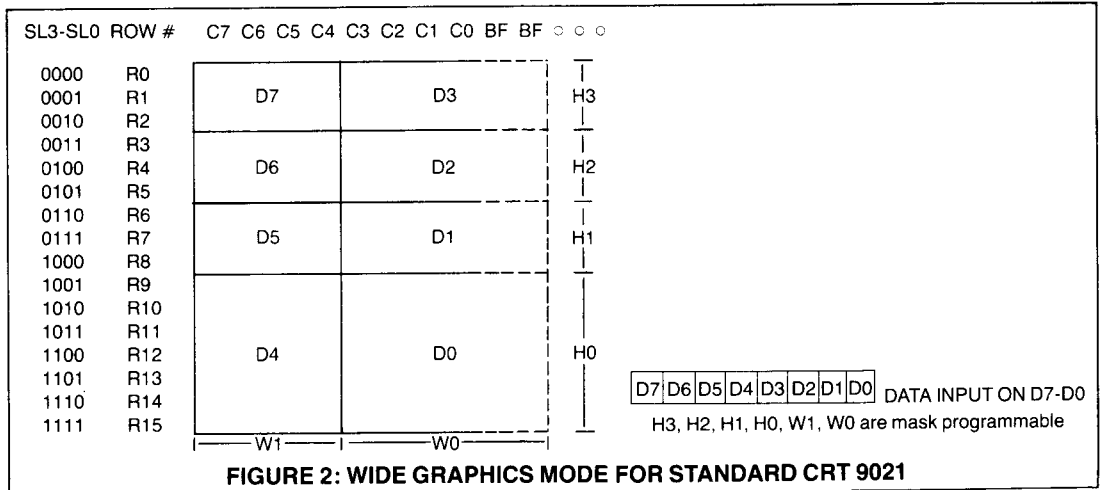 SL3-SL0 ROW # C7 C6 C5 C4 C3 C2 C1 C0 BF BF ○ ○ ○
0000 R0
0001 R1 D7 D3 H3
0010 R2
0011 R3
0100 R4 D6 D2 H2
0101 R5
0110 R6
0111 R7 D5 D1 H1
1000 R8
1001 R9
1010 R10
1011 R11
1100 R12 D4 D0 H0
1101 R13
1110 R14
1111 R15
W1 W0
D7 D6 D5 D4 D3 D2 D1 D0 DATA INPUT ON D7-D0
H3, H2, H1, H0, W1, W0 are mask programmable
FIGURE 2: WIDE GRAPHICS MODE FOR STANDARD CRT 9021